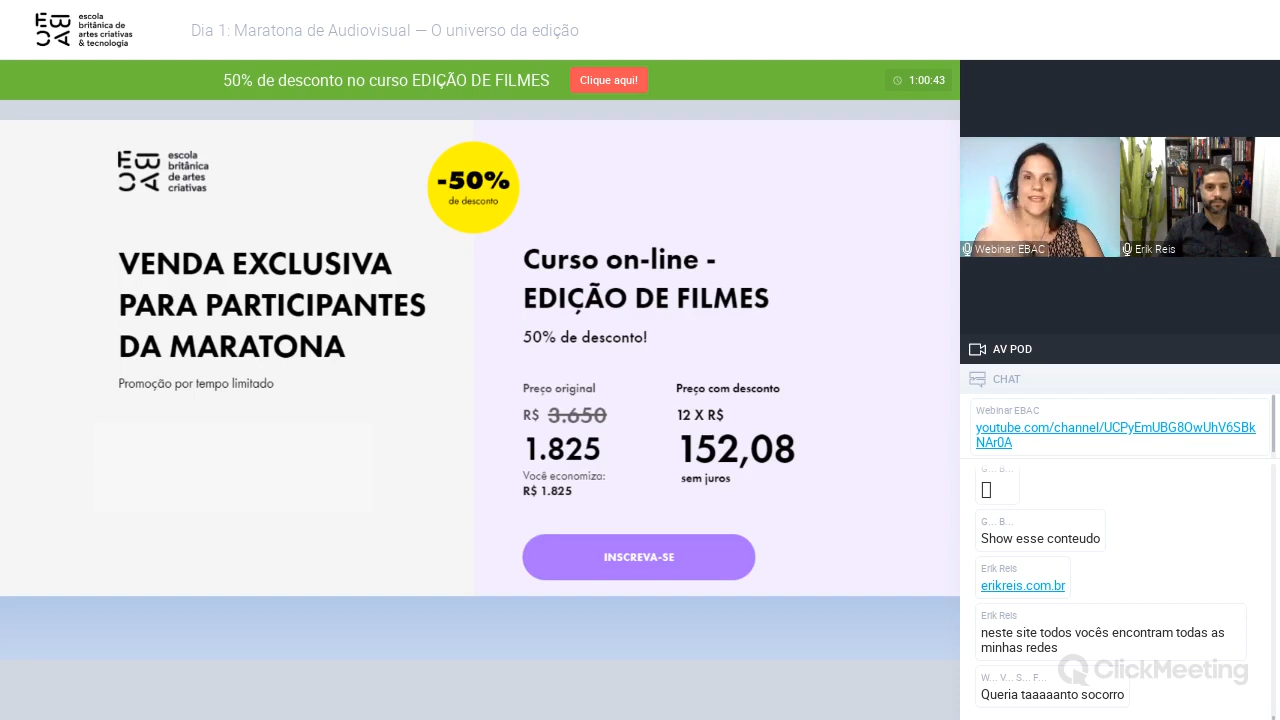 escola
britânica de
artes criativas
& tecnologia
Dia 1: Maratona de Audiovisual — O universo da edição
50% de desconto no curso EDIÇÃO DE FILMES
Clique aqui!
1:00:43
escola
britânica
de artes
criativas
-50%
de desconto
VENDA EXCLUSIVA
PARA PARTICIPANTES
DA MARATONA
Promoção por tempo limitado
Curso on-line -
EDIÇÃO DE FILMES
50% de desconto!
Preço original
R$ 3.650
1.825
Você economiza:
R$ 1.825
Preço com desconto
12 X R$
152,08
sem juros
INSCREVA-SE
Webinar EBAC
Erik Reis
AV POD
CHAT
Webinar EBAC
youtube.com/channel/UCPyEmUBG8OwUhV6SBk
NAr0A
G... B...
G... B...
Show esse conteudo
Erik Reis
erikreis.com.br
Erik Reis
neste site todos vocês encontram todas as
minhas redes
W... V... S... F...
Queria taaaaanto socorro
ClickMeeting